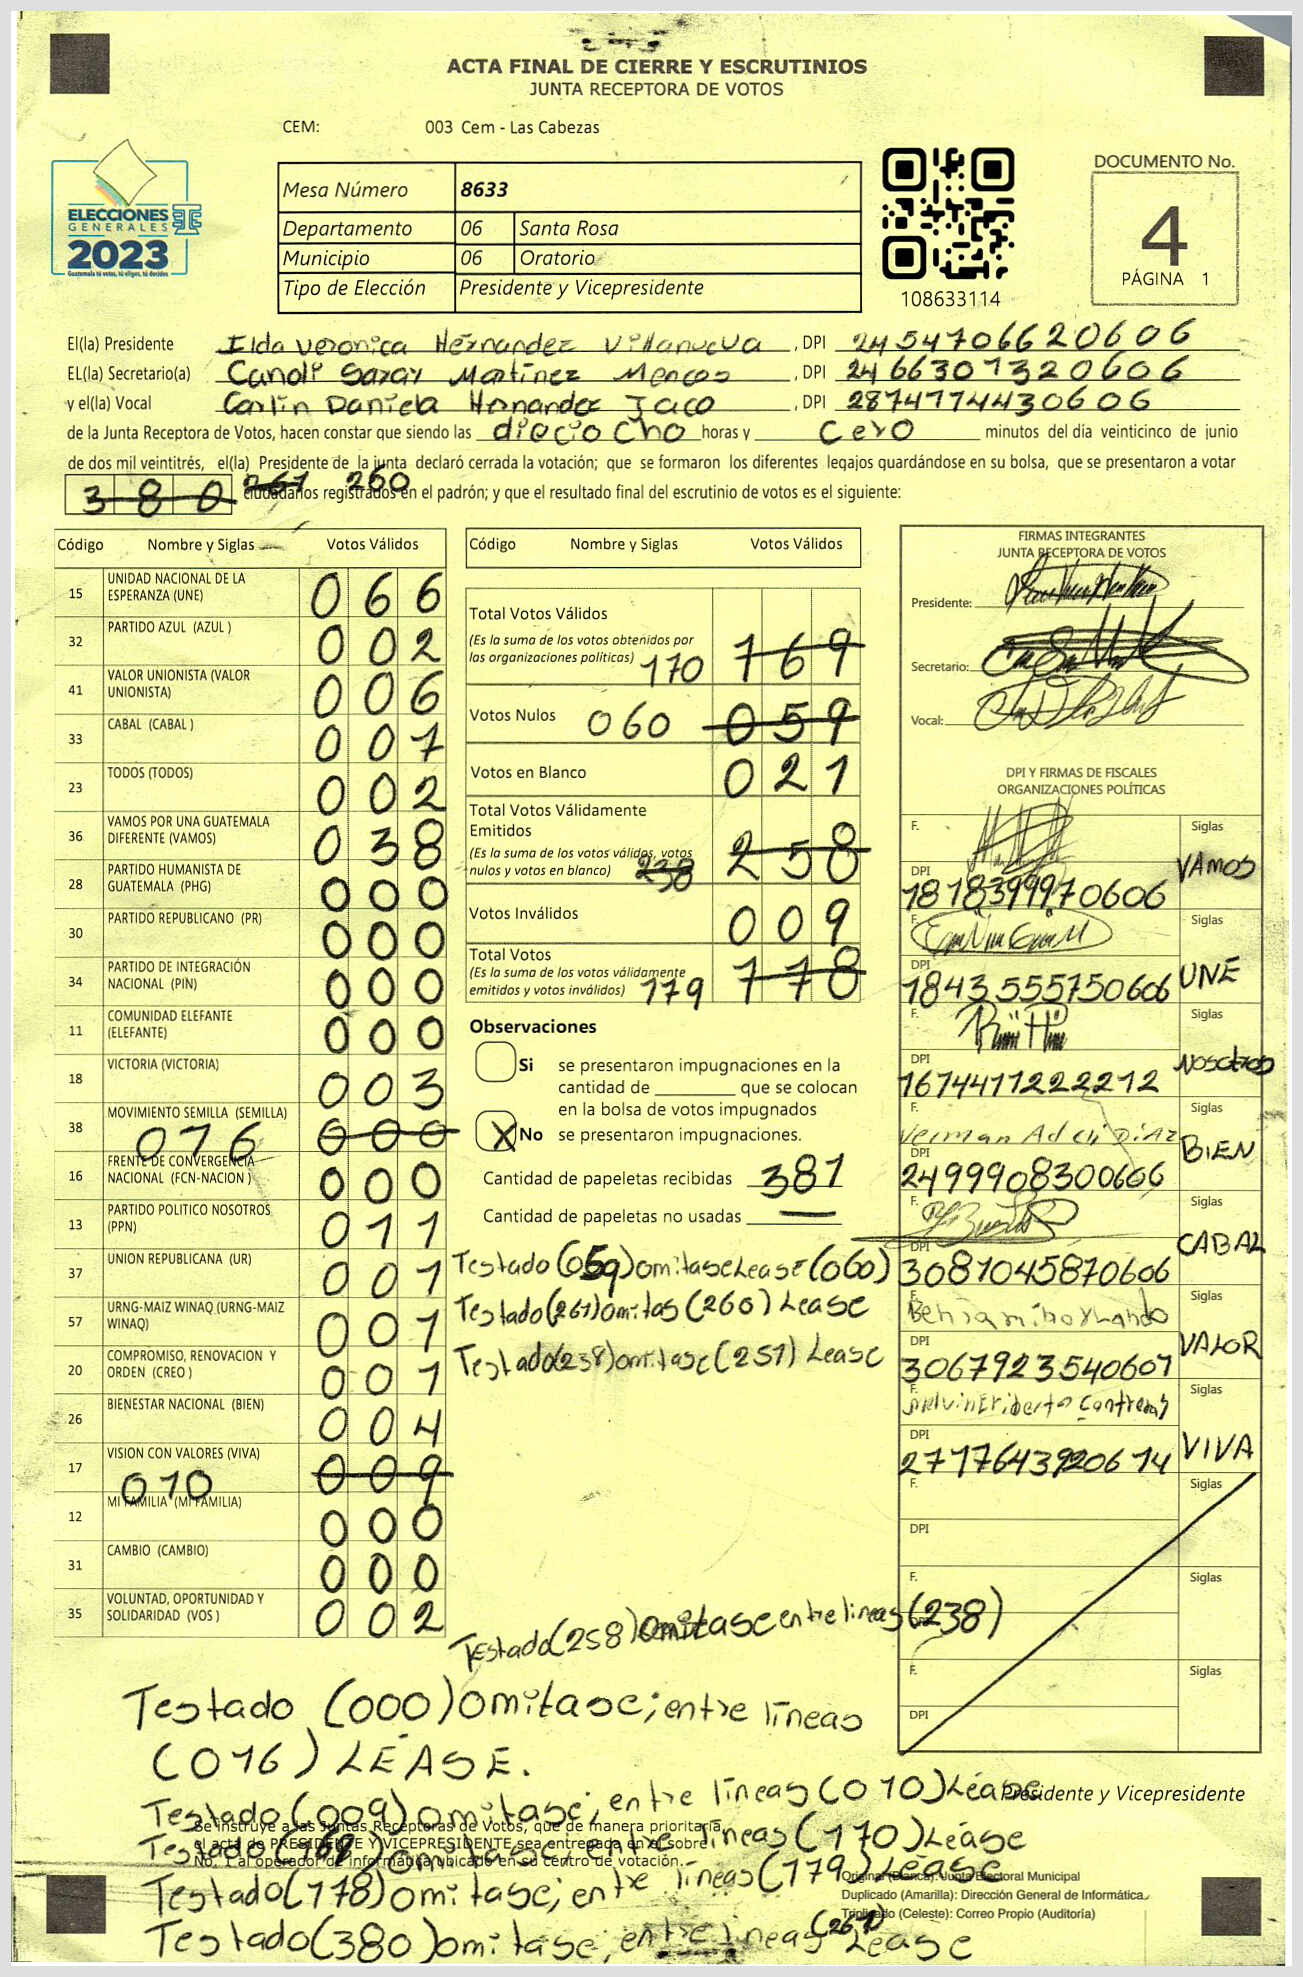 ACTA FINAL DE CIERRE Y ESCRUTINIOS
JUNTA RECEPTORA DE VOTOS
CEM: 003 Cem - Las Cabezas
ELECCIONES
GENERALES
2023
Guatemala tú votas, tú eliges, tú decides
Mesa Número 8633
Departamento 06 Santa Rosa
Municipio 06 Oratorio
Tipo de Elección Presidente y Vicepresidente
108633114
DOCUMENTO No.
4
PÁGINA 1
El(la) Presidente Ilda veronica Hernandez Villanueva , DPI 2454706620606
EL(la) Secretario(a) Candi Saray Martínez Mencos , DPI 2466307320606
y el(la) Vocal Carlin Daniela Hernandez Jaco , DPI 2874774430606
de la Junta Receptora de Votos, hacen constar que siendo las dieciocho horas y cero minutos del día veinticinco de junio
de dos mil veintitrés, el(la) Presidente de la junta declaró cerrada la votación; que se formaron los diferentes legajos guardándose en su bolsa, que se presentaron a votar
380 261 260 ciudadanos registrados en el padrón; y que el resultado final del escrutinio de votos es el siguiente:
Código Nombre y Siglas Votos Válidos
15 UNIDAD NACIONAL DE LA ESPERANZA (UNE) 066
32 PARTIDO AZUL (AZUL ) 002
41 VALOR UNIONISTA (VALOR UNIONISTA) 006
33 CABAL (CABAL ) 007
23 TODOS (TODOS) 002
36 VAMOS POR UNA GUATEMALA DIFERENTE (VAMOS) 038
28 PARTIDO HUMANISTA DE GUATEMALA (PHG) 000
30 PARTIDO REPUBLICANO (PR) 000
34 PARTIDO DE INTEGRACIÓN NACIONAL (PIN) 000
11 COMUNIDAD ELEFANTE (ELEFANTE) 000
18 VICTORIA (VICTORIA) 003
38 MOVIMIENTO SEMILLA (SEMILLA) 016 000
16 FRENTE DE CONVERGENCIA NACIONAL (FCN-NACION ) 000
13 PARTIDO POLITICO NOSOTROS (PPN) 011
37 UNION REPUBLICANA (UR) 001
57 URNG-MAIZ WINAQ (URNG-MAIZ WINAQ) 001
20 COMPROMISO, RENOVACION Y ORDEN (CREO ) 001
26 BIENESTAR NACIONAL (BIEN) 004
17 VISION CON VALORES (VIVA) 010 009
12 MI FAMILIA (MI FAMILIA) 000
31 CAMBIO (CAMBIO) 000
35 VOLUNTAD, OPORTUNIDAD Y SOLIDARIDAD (VOS ) 002
Código Nombre y Siglas Votos Válidos
Total Votos Válidos
(Es la suma de los votos obtenidos por
las organizaciones políticas) 170 169
Votos Nulos 060 059
Votos en Blanco 021
Total Votos Válidamente
Emitidos
(Es la suma de los votos válidos, votos
nulos y votos en blanco) 238 258
Votos Inválidos 009
Total Votos
(Es la suma de los votos válidamente
emitidos y votos inválidos) 179 178
Observaciones
Si se presentaron impugnaciones en la
cantidad de que se colocan
en la bolsa de votos impugnados
X No se presentaron impugnaciones.
Cantidad de papeletas recibidas 381
Cantidad de papeletas no usadas —
Testado (059) omitase Lease (060)
Testado (261) omitas (260) Lease
Testado (238) omitase (251) Lease
FIRMAS INTEGRANTES
JUNTA RECEPTORA DE VOTOS
Presidente:
Secretario:
Vocal:
DPI Y FIRMAS DE FISCALES
ORGANIZACIONES POLÍTICAS
F. Siglas VAMOS
DPI 1818399970606
F. Siglas UNE
DPI 1843555750606
F. Siglas NOSOTROS
DPI 1674411222212
F. Siglas BIEN
DPI 2499908300606
F. Siglas CABAL
DPI 3081045870606
F. Siglas VALOR
DPI 3067923540601
F. Melvin Eriberto Contreras Siglas VIVA
DPI 2717643920614
F. Siglas
DPI
F. Siglas
F. Siglas
DPI
Testado (258) omitase entre lineas (238)
Testado (000) omitase; entre líneas
(016) LEASE.
Presidente y Vicepresidente
Testado (009) omitase; entre líneas (010) Léase
Se instruye a las Juntas Receptoras de Votos, que de manera prioritaria,
el acta de PRESIDENTE Y VICEPRESIDENTE sea entregada en el sobre
No. 1 al operador de informática ubicado en su centro de votación.
Testado (169) omitase; entre líneas (170) Léase
Testado (178) omitase; entre líneas (179) Léase
Original (Blanca): Junta Electoral Municipal
Duplicado (Amarilla): Dirección General de Informática
Triplicado (Celeste): Correo Propio (Auditoría)
Testado (380) omitase, entre lineas (261) Lease